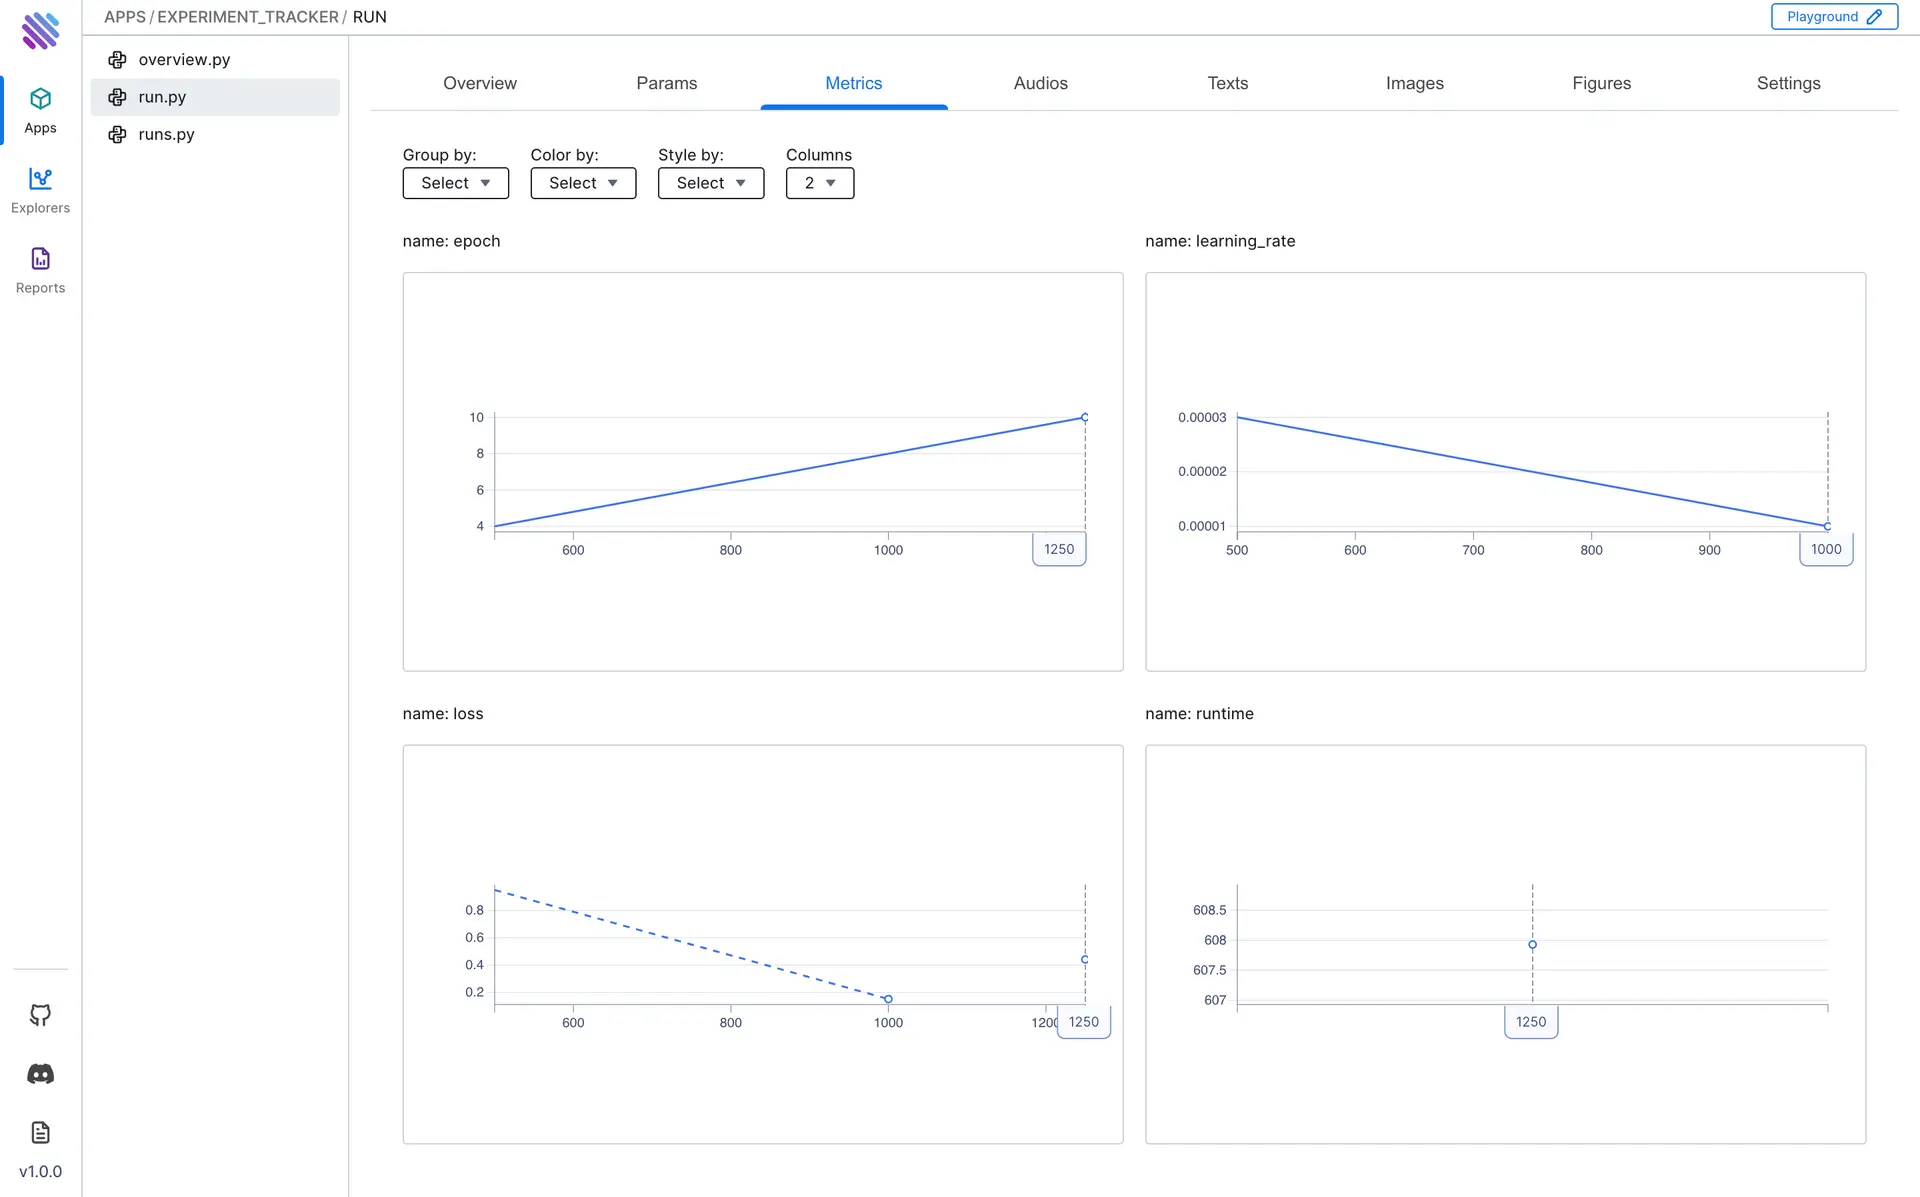 APPS / EXPERIMENT_TRACKER / RUN
Playground
Apps
Explorers
Reports
v1.0.0
overview.py
run.py
runs.py
Overview Params Metrics Audios Texts Images Figures Settings
Group by: Color by: Style by: Columns
Select Select Select 2
name: epoch
10
8
6
4
600 800 1000 1250
name: learning_rate
0.00003
0.00002
0.00001
500 600 700 800 900 1000
name: loss
0.8
0.6
0.4
0.2
600 800 1000 1200 1250
name: runtime
608.5
608
607.5
607
1250